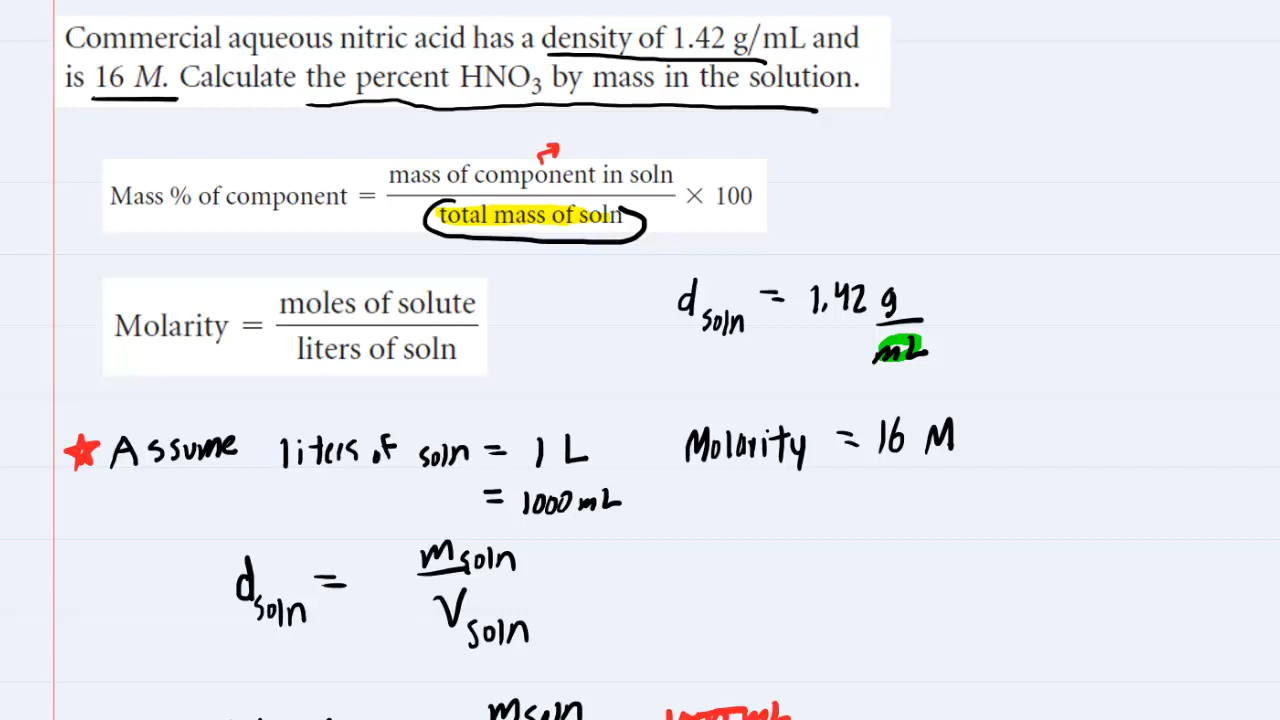 Commercial aqueous nitric acid has a density of 1.42 g/mL and
is 16 M. Calculate the percent HNO₃ by mass in the solution.
Mass % of component = mass of component in soln / total mass of soln × 100
Molarity = moles of solute / liters of soln
d soln = 1.42 g / mL
★ Assume liters of soln = 1 L
= 1000 mL
Molarity = 16 M
d soln = m soln / V soln
m soln